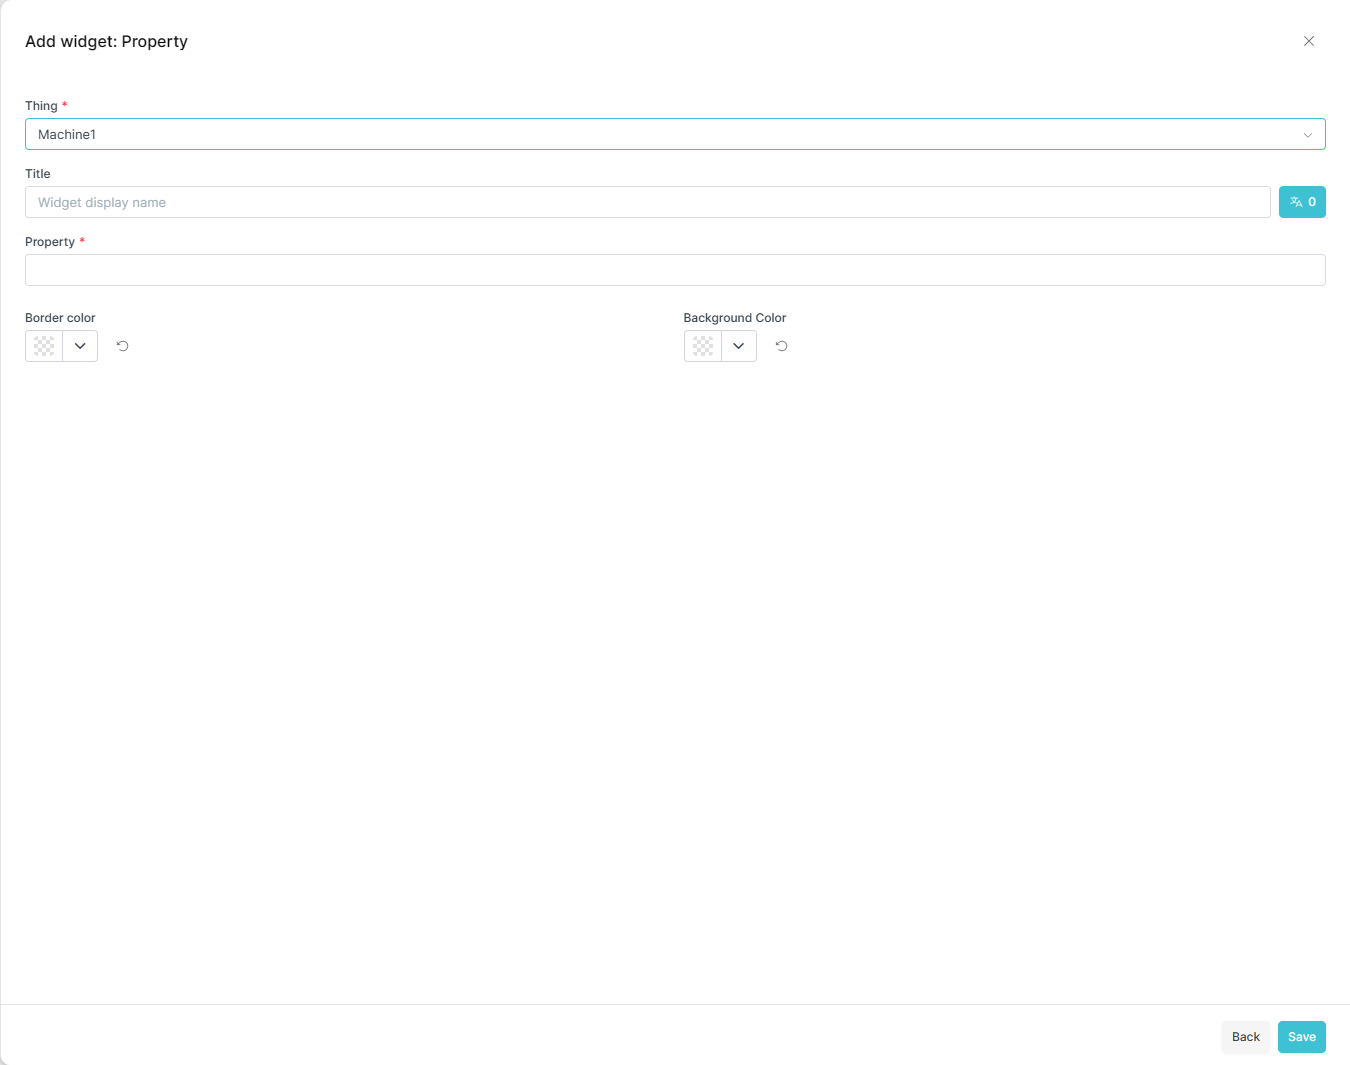 Add widget: Property
Thing *
Machine1
Title
Widget display name
0
Property *
Border color
Background Color
Back
Save